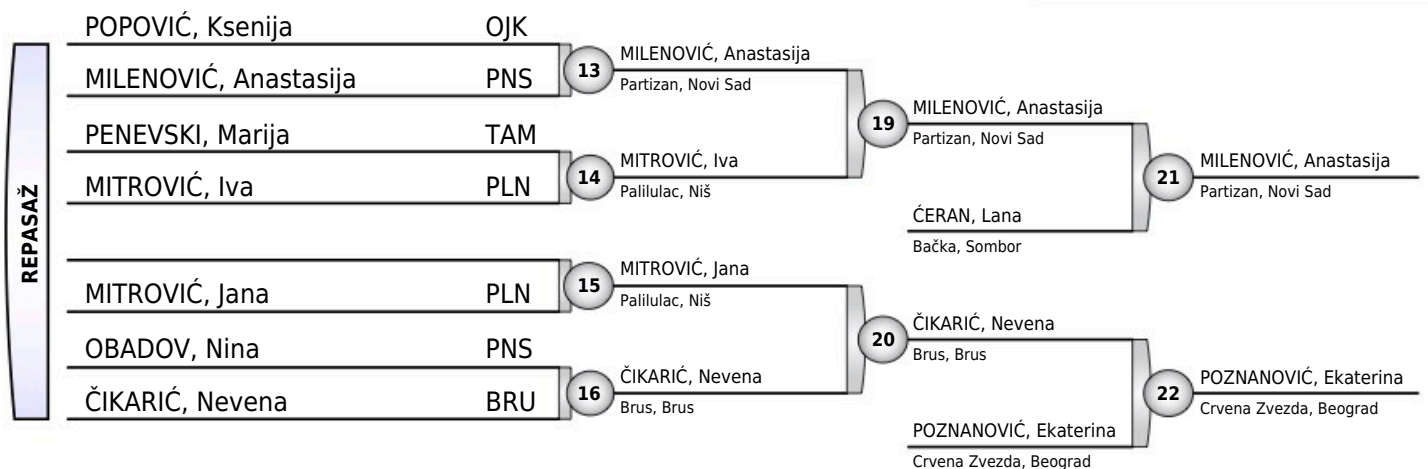 REPASAŽ
POPOVIĆ, Ksenija OJK
MILENOVIĆ, Anastasija PNS
PENEVSKI, Marija TAM
MITROVIĆ, Iva PLN
MITROVIĆ, Jana PLN
OBADOV, Nina PNS
ČIKARIĆ, Nevena BRU
13
MILENOVIĆ, Anastasija
Partizan, Novi Sad
14
MITROVIĆ, Iva
Palilulac, Niš
15
MITROVIĆ, Jana
Palilulac, Niš
16
ČIKARIĆ, Nevena
Brus, Brus
19
MILENOVIĆ, Anastasija
Partizan, Novi Sad
ĆERAN, Lana
Bačka, Sombor
20
ČIKARIĆ, Nevena
Brus, Brus
POZNANOVIĆ, Ekaterina
Crvena Zvezda, Beograd
21
MILENOVIĆ, Anastasija
Partizan, Novi Sad
22
POZNANOVIĆ, Ekaterina
Crvena Zvezda, Beograd